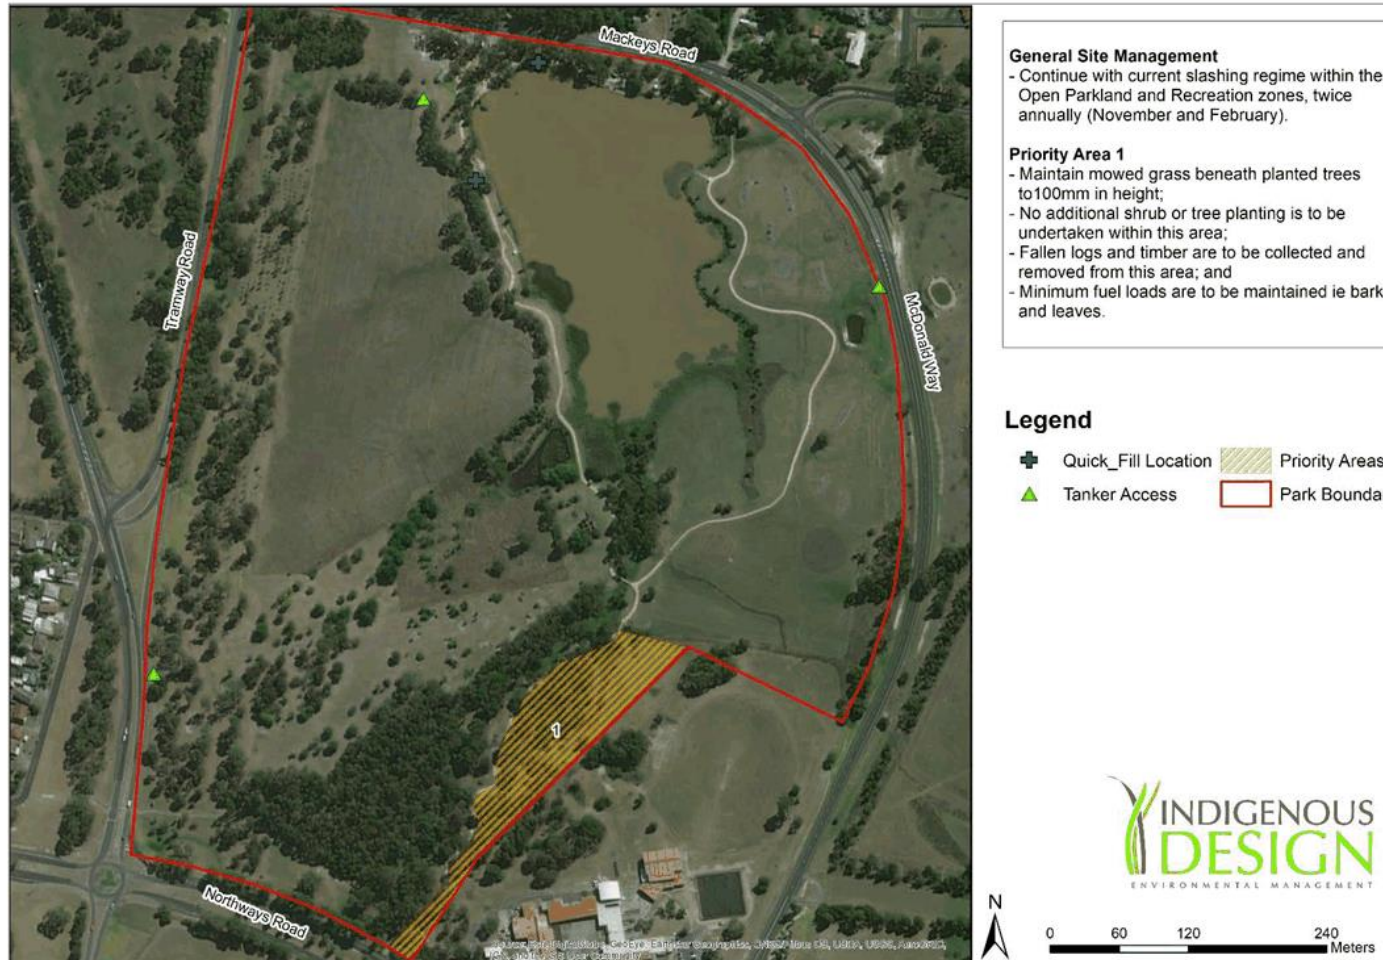 Mackeys Road
Tramway Road
McDonald Way
1
Northways Road
General Site Management
- Continue with current slashing regime within the
Open Parkland and Recreation zones, twice
annually (November and February).
Priority Area 1
- Maintain mowed grass beneath planted trees
to100mm in height;
- No additional shrub or tree planting is to be
undertaken within this area;
- Fallen logs and timber are to be collected and
removed from this area; and
- Minimum fuel loads are to be maintained ie bark
and leaves.
Legend
Quick_Fill Location
Priority Areas
Tanker Access
Park Bounda
INDIGENOUS
DESIGN
ENVIRONMENTAL MANAGEMENT
N
0 60 120 240
Meters